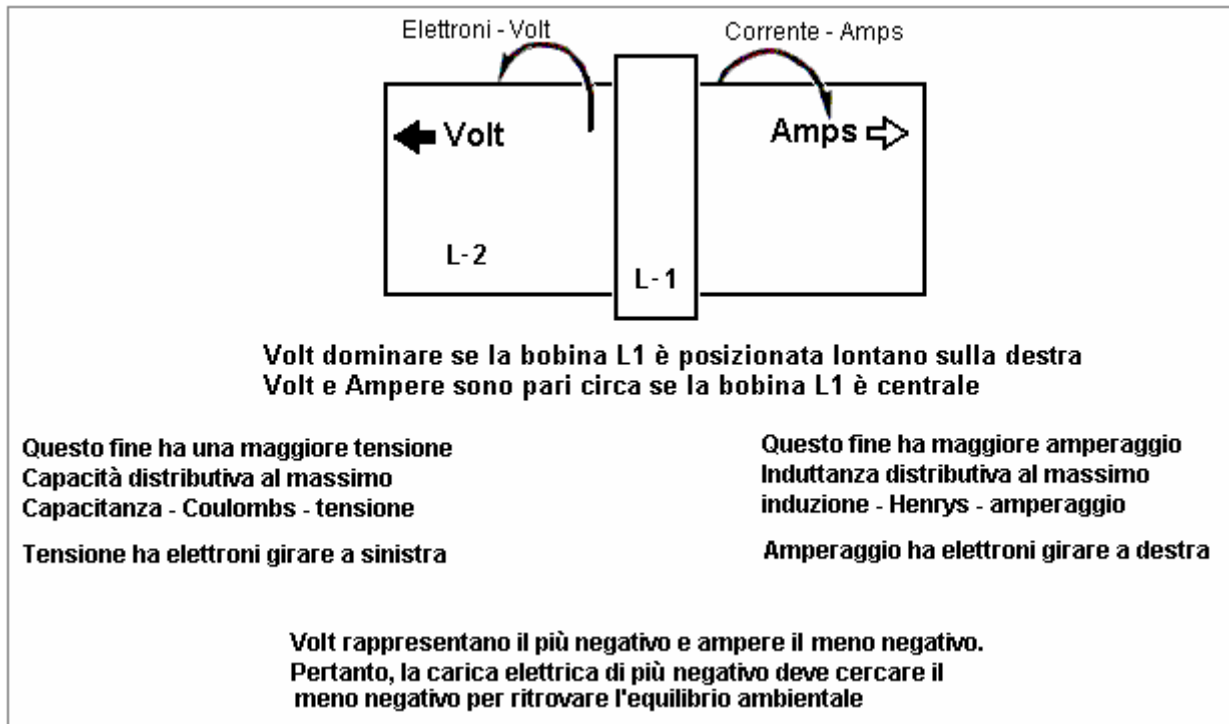 Elettroni - Volt
Corrente - Amps
Volt
Amps
L-2
L-1
Volt dominare se la bobina L1 è posizionata lontano sulla destra
Volt e Ampere sono pari circa se la bobina L1 è centrale
Questo fine ha una maggiore tensione
Capacità distributiva al massimo
Capacitanza - Coulombs - tensione
Tensione ha elettroni girare a sinistra
Questo fine ha maggiore amperaggio
Induttanza distributiva al massimo
induzione - Henrys - amperaggio
Amperaggio ha elettroni girare a destra
Volt rappresentano il più negativo e ampere il meno negativo.
Pertanto, la carica elettrica di più negativo deve cercare il
meno negativo per ritrovare l'equilibrio ambientale